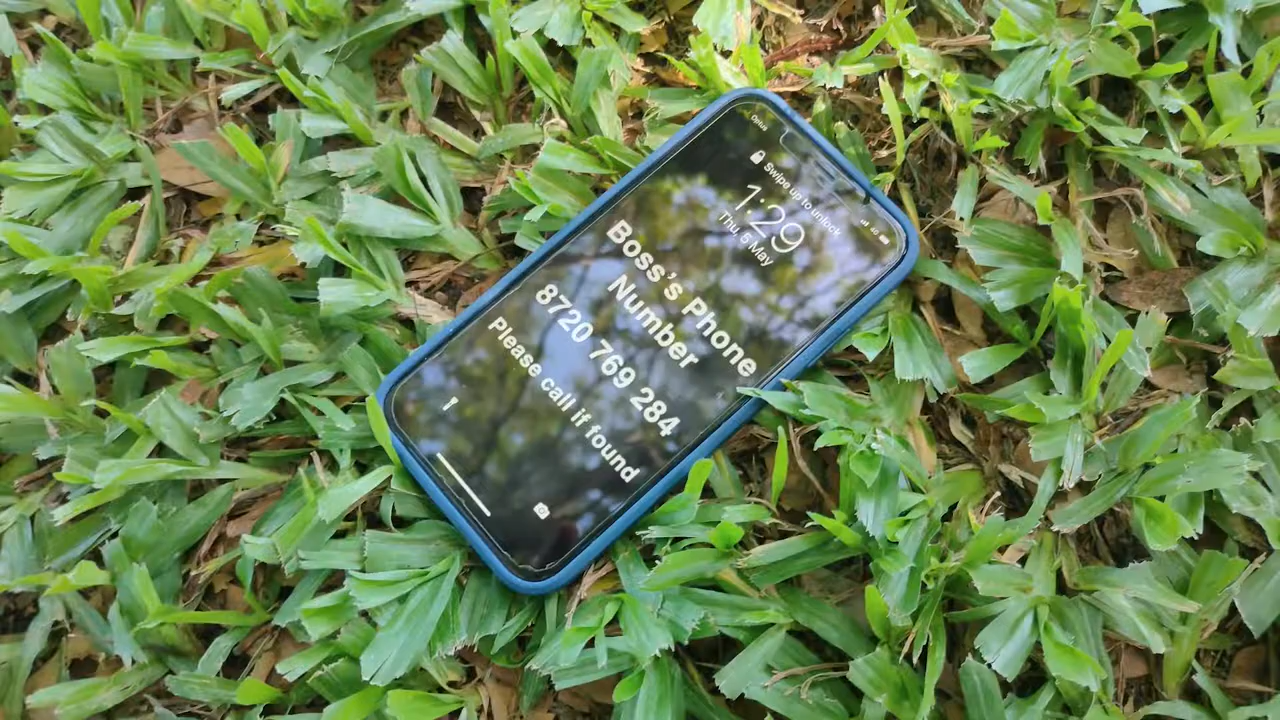 Optus
Swipe up to unlock
1:29
Thu, 5 May
Boss's Phone
Number
8720 769 284
Please call if found